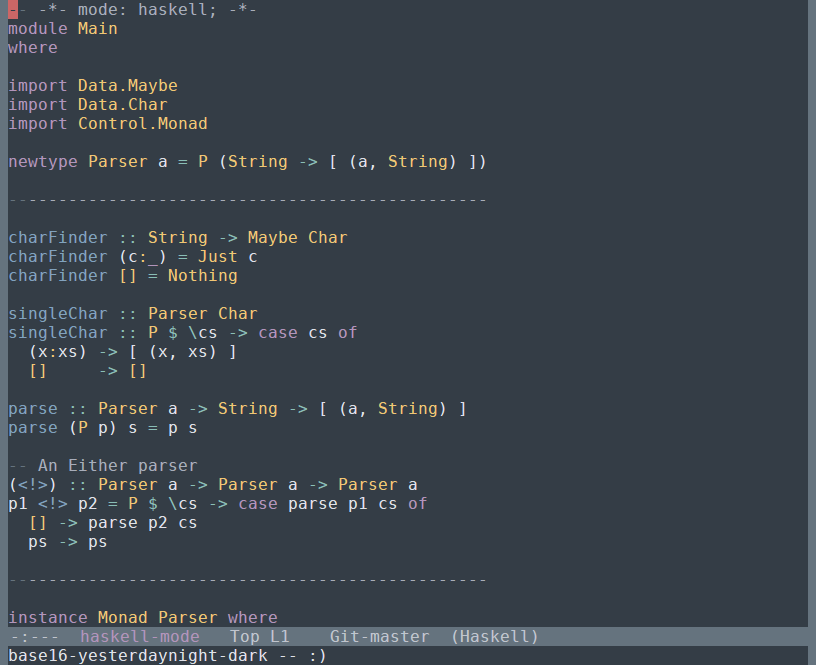 -- -*- mode: haskell; -*-
module Main
where

import Data.Maybe
import Data.Char
import Control.Monad

newtype Parser a = P (String -> [ (a, String) ])

------------------------------------------------

charFinder :: String -> Maybe Char
charFinder (c:_) = Just c
charFinder [] = Nothing

singleChar :: Parser Char
singleChar :: P $ \cs -> case cs of
  (x:xs) -> [ (x, xs) ]
  []     -> []

parse :: Parser a -> String -> [ (a, String) ]
parse (P p) s = p s

-- An Either parser
(<!>) :: Parser a -> Parser a -> Parser a
p1 <!> p2 = P $ \cs -> case parse p1 cs of
  [] -> parse p2 cs
  ps -> ps

------------------------------------------------

instance Monad Parser where
-:---  haskell-mode   Top L1    Git-master  (Haskell)
base16-yesterdaynight-dark -- :)